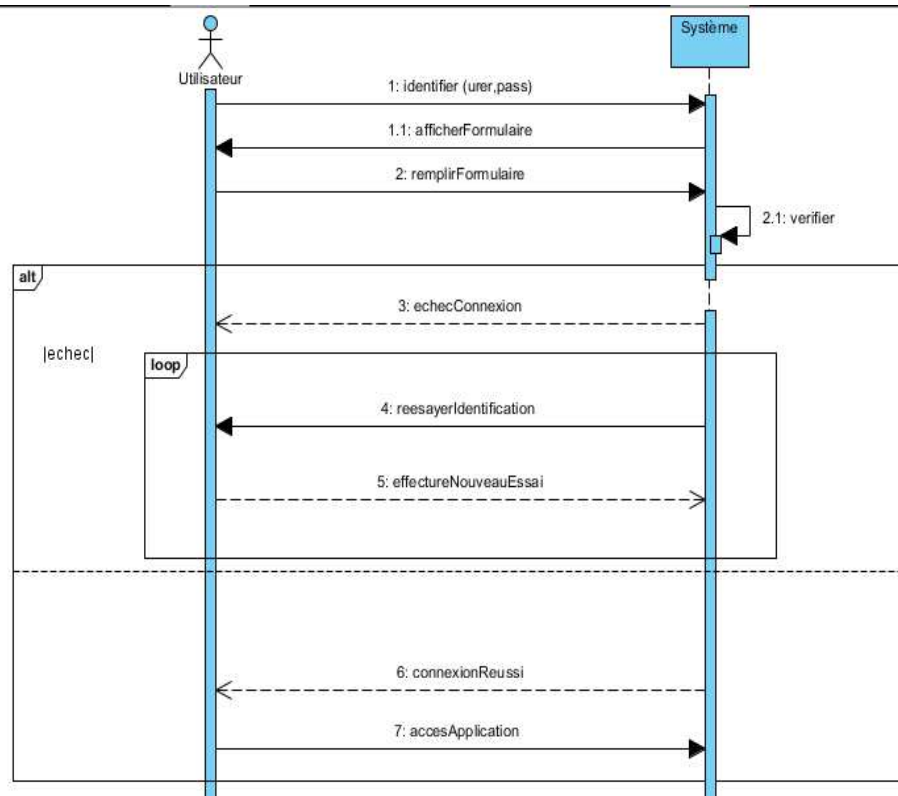 Système
Utilisateur
1: identifier (urer,pass)
1.1: afficherFormulaire
2: remplirFormulaire
2.1: verifier
alt
3: echecConnexion
|echec|
loop
4: reesayerIdentification
5: effectureNouveauEssai
6: connexionReussi
7: accesApplication